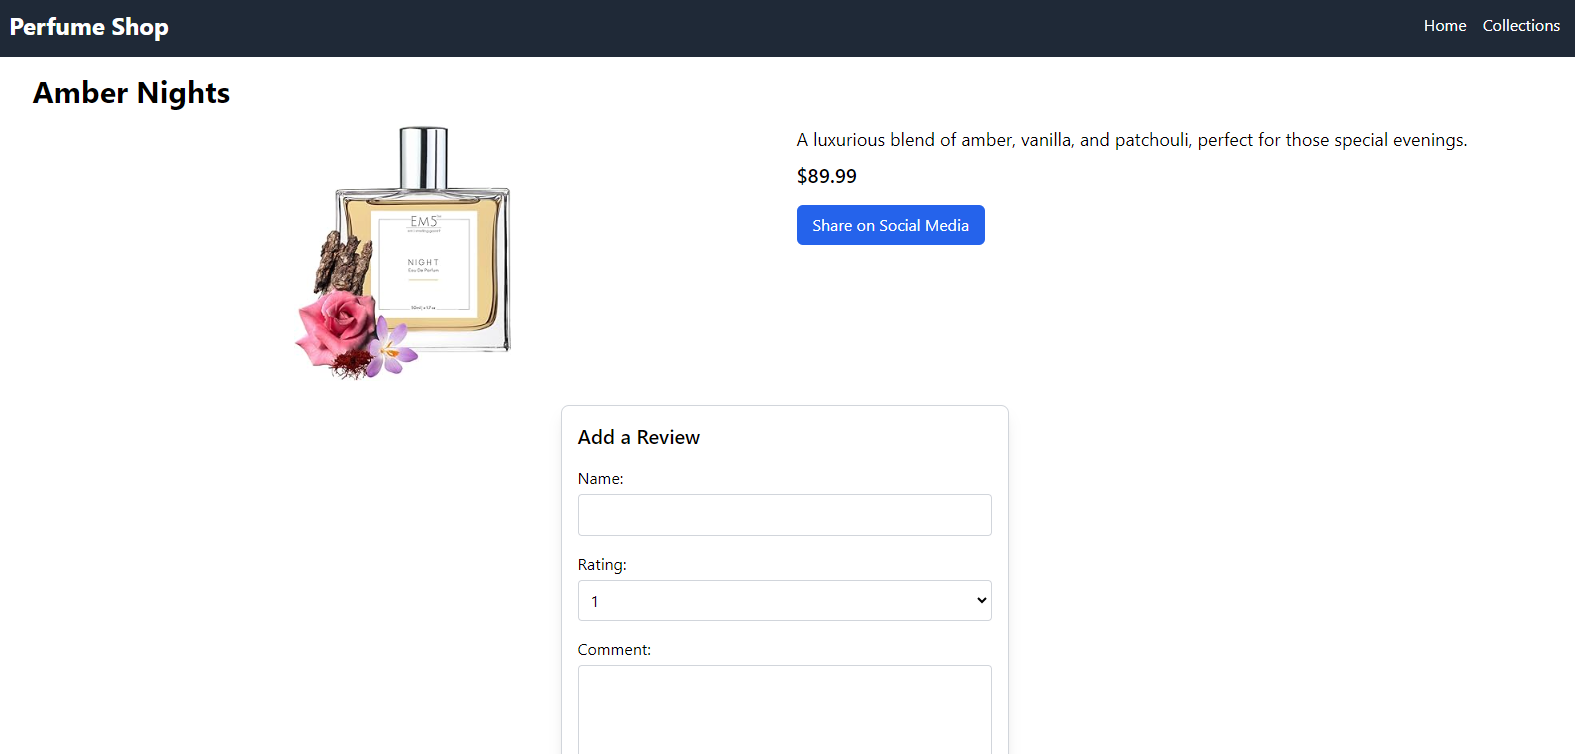 Perfume Shop
Home Collections
Amber Nights
A luxurious blend of amber, vanilla, and patchouli, perfect for those special evenings.
$89.99
Share on Social Media
EM5™
NIGHT
Eau De Parfum
Add a Review
Name:
Rating:
1
Comment: